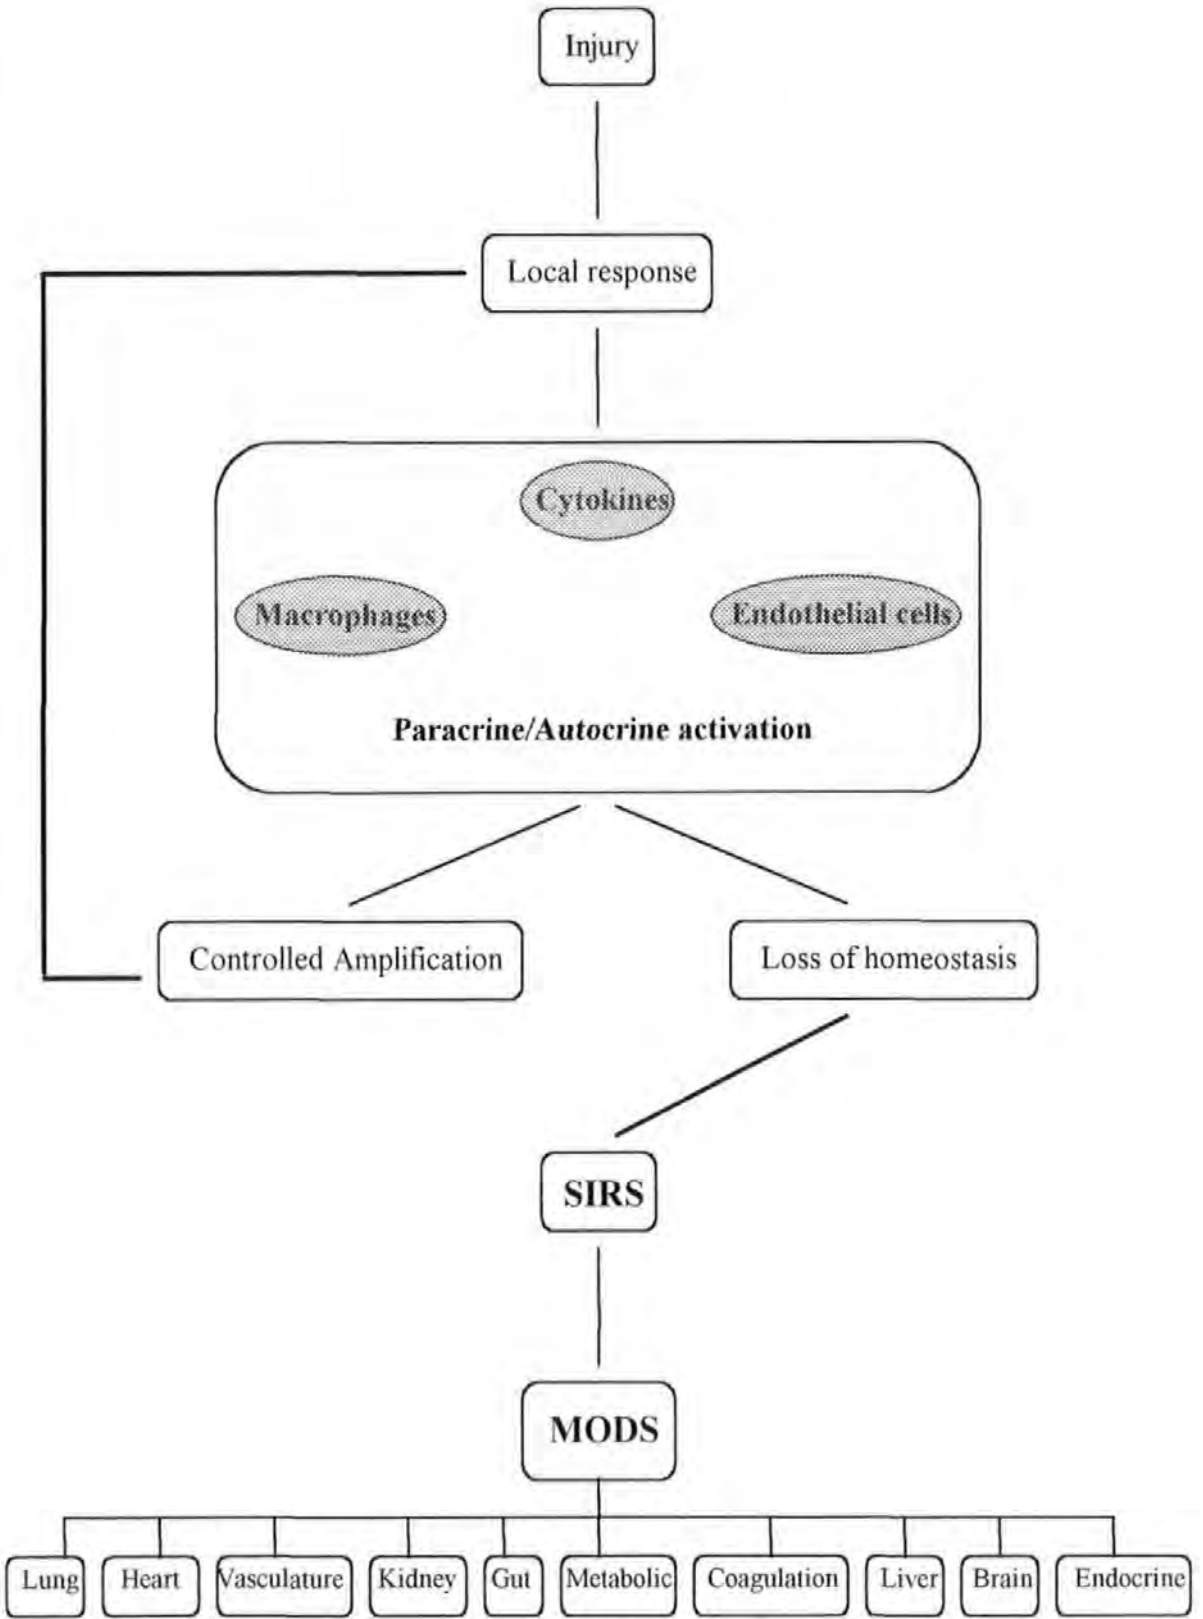 Injury
Local response
Cytokines
Macrophages
Endothelial cells
Paracrine/Autocrine activation
Controlled Amplification
Loss of homeostasis
SIRS
MODS
Lung
Heart
Vasculature
Kidney
Gut
Metabolic
Coagulation
Liver
Brain
Endocrine